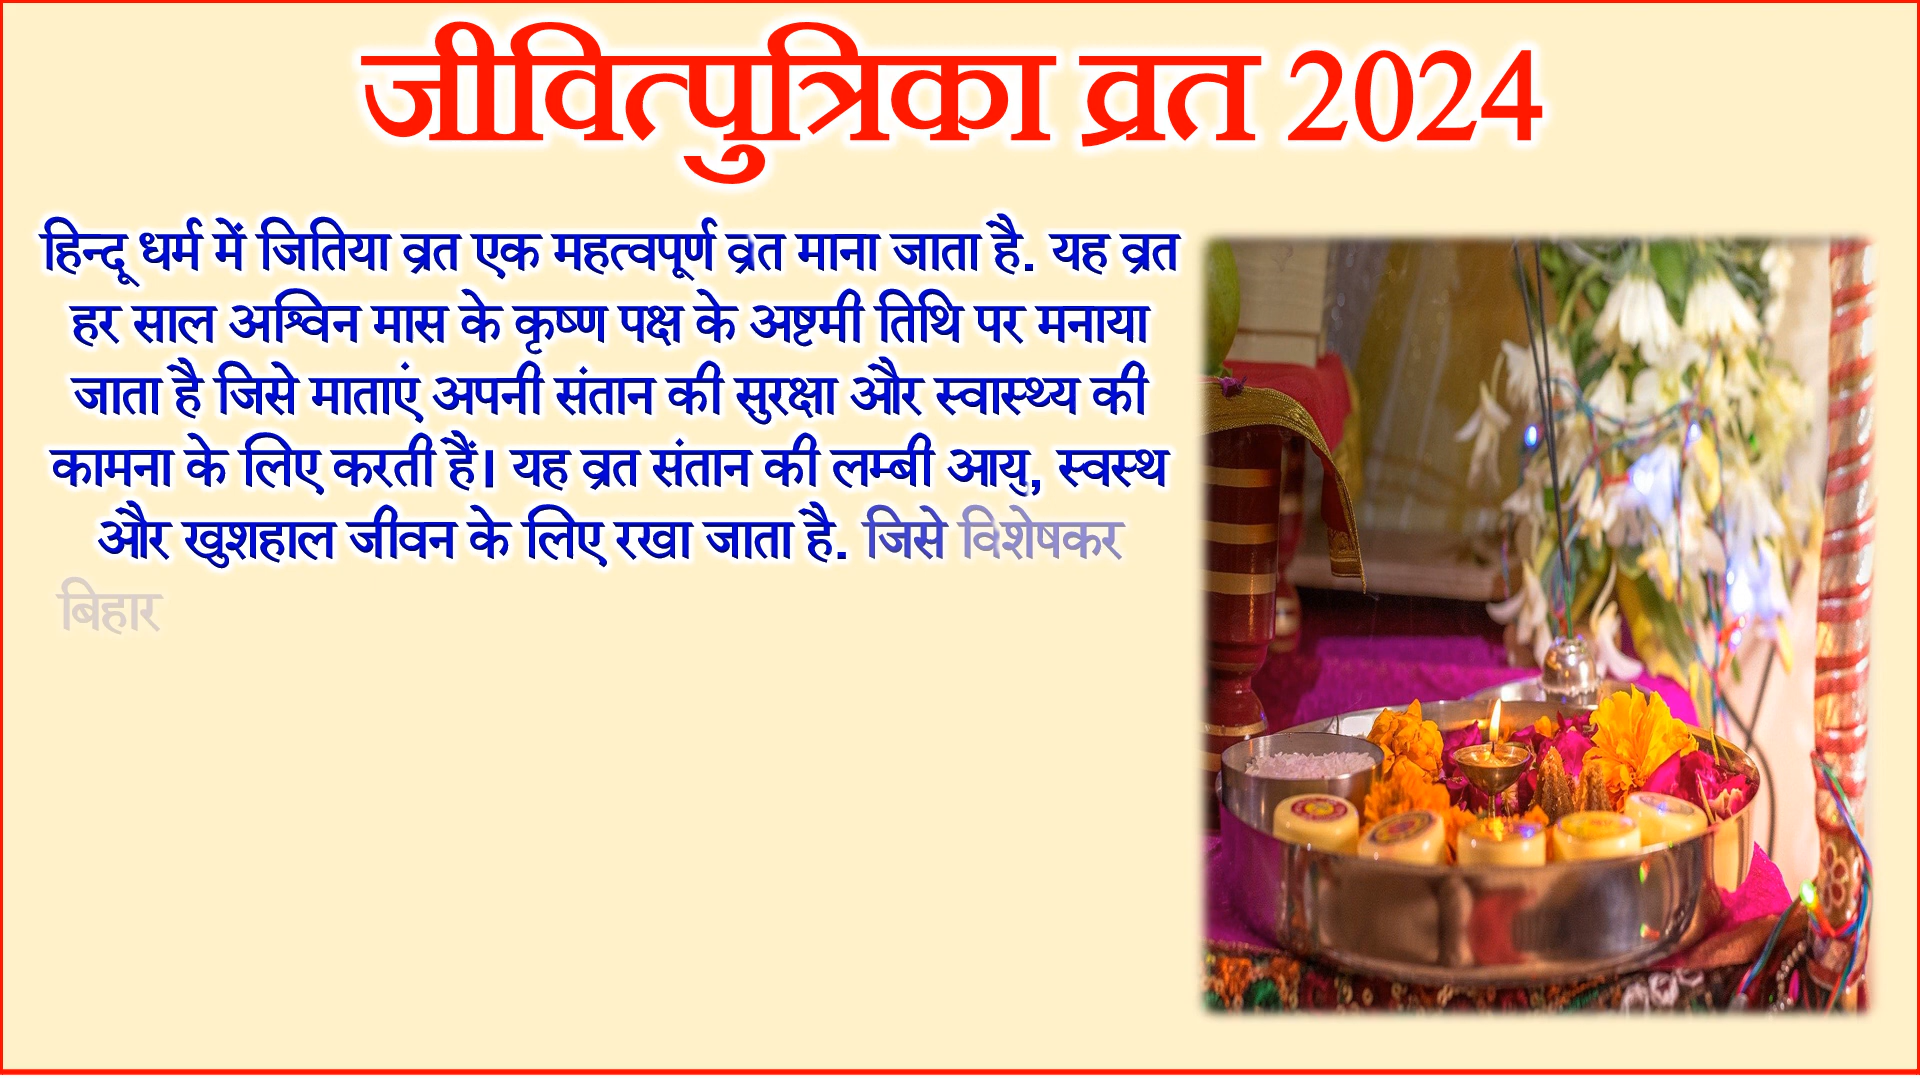 जीवित्पुत्रिका व्रत 2024
हिन्दू धर्म में जितिया व्रत एक महत्वपूर्ण व्रत माना जाता है. यह व्रत
हर साल अश्विन मास के कृष्ण पक्ष के अष्टमी तिथि पर मनाया
जाता है जिसे माताएं अपनी संतान की सुरक्षा और स्वास्थ्य की
कामना के लिए करती हैं। यह व्रत संतान की लम्बी आयु, स्वस्थ
और खुशहाल जीवन के लिए रखा जाता है. जिसे विशेषकर
बिहार